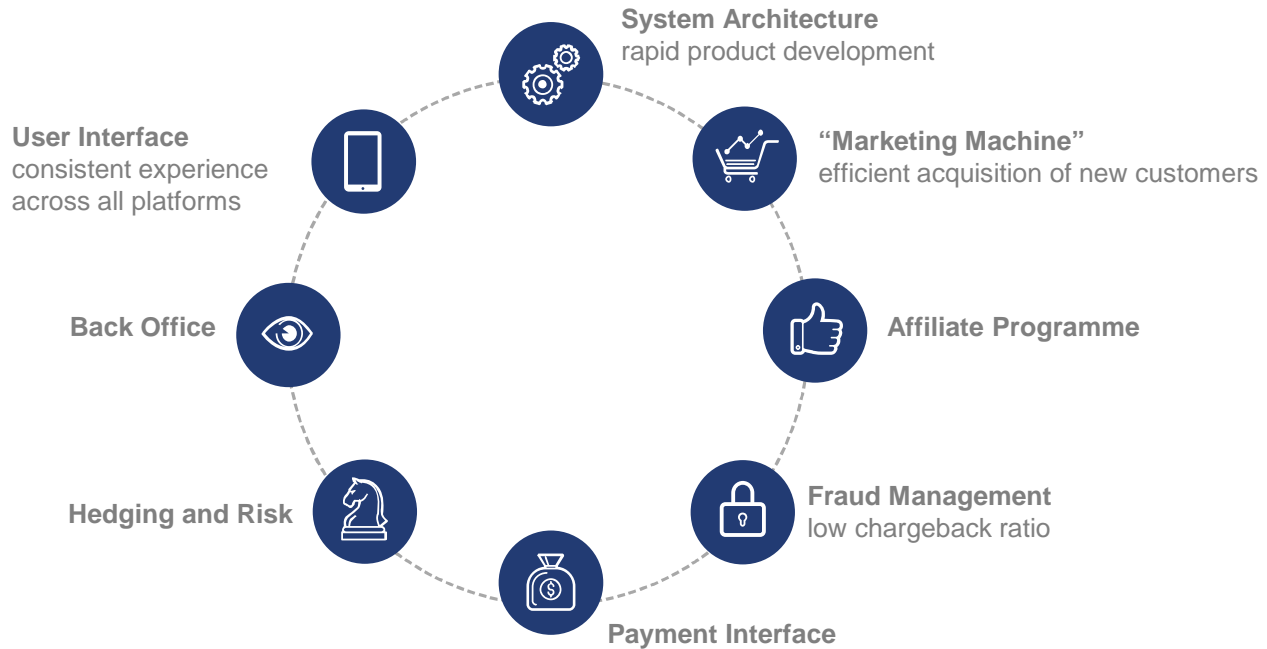 System Architecture
rapid product development
“Marketing Machine”
efficient acquisition of new customers
Affiliate Programme
Fraud Management
low chargeback ratio
Payment Interface
Hedging and Risk
Back Office
User Interface
consistent experience
across all platforms
$